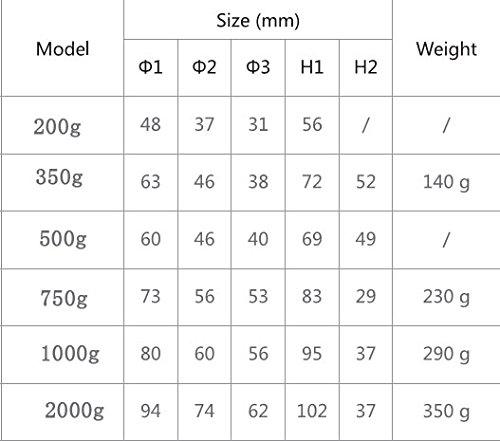 Model Size (mm) Weight
Φ1 Φ2 Φ3 H1 H2
200g 48 37 31 56 / /
350g 63 46 38 72 52 140 g
500g 60 46 40 69 49 /
750g 73 56 53 83 29 230 g
1000g 80 60 56 95 37 290 g
2000g 94 74 62 102 37 350 g